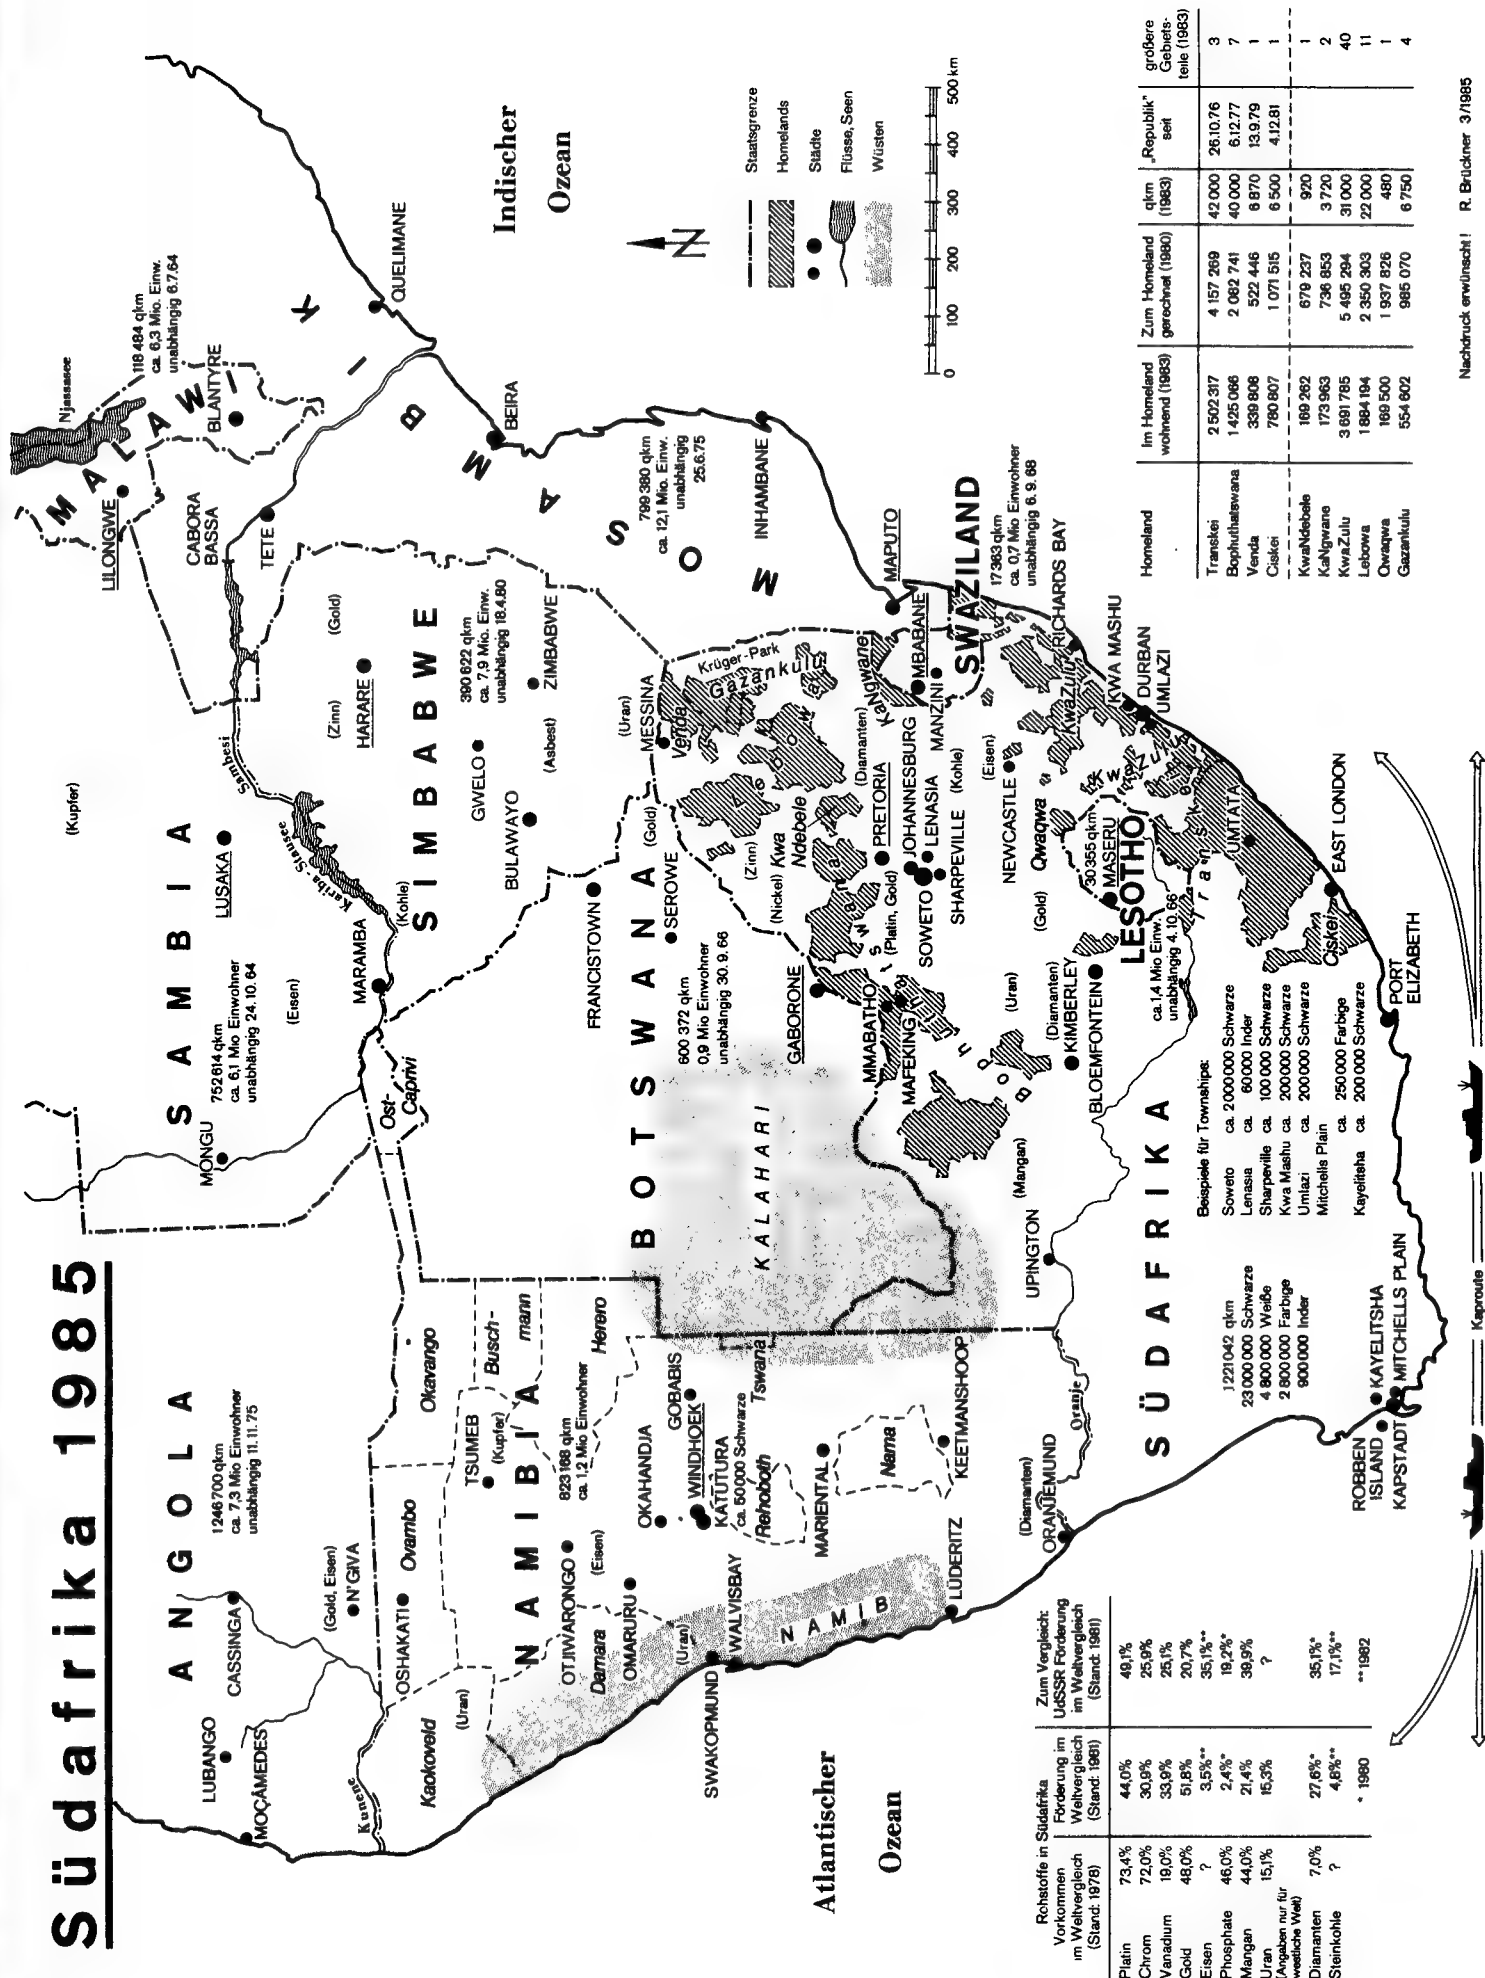 Südafrika 1985
ANGOLA
1246700 qkm
ca. 7,3 Mio Einwohner
unabhängig 11.11.75
LUBANGO
MOÇÂMEDES
CASSINGA
(Gold, Eisen)
N'GIVA
Kunene
SAMBIA
752614 qkm
ca. 6,1 Mio Einwohner
unabhängig 24.10.64
(Eisen)
(Kupfer)
MONGU
LUSAKA
MARAMBA
Kariba-Stausee
Sambesi
(Kohle)
MALAWI
Njassasee
118 484 qkm
ca. 6,3 Mio. Einw.
unabhängig 6.7.64
LILONGWE
BLANTYRE
MOSAMBIK
799380 qkm
ca. 12,1 Mio. Einw.
unabhängig
25.6.75
CABORA
BASSA
TETE
QUELIMANE
BEIRA
INHAMBANE
MAPUTO
SIMBABWE
390622 qkm
ca. 7,9 Mio. Einw.
unabhängig 18.4.80
(Gold)
(Zinn)
HARARE
GWELO
ZIMBABWE
(Asbest)
BULAWAYO
NAMIBIA
823168 qkm
ca. 1,2 Mio Einwohner
Kaokoveld
(Uran)
OSHAKATI
Ovambo
Okavango
Ost-
Caprivi
TSUMEB
(Kupfer)
Busch-
mann
Herero
OTJIWARONGO
(Eisen)
Damara
OMARURU
OKAHANDJA
GOBABIS
WINDHOEK
KATUTURA
ca. 50000 Schwarze
(Uran)
SWAKOPMUND
WALVISBAY
NAMIB
Rehoboth
Tswana
MARIENTAL
Nama
KEETMANSHOOP
LÜDERITZ
(Diamanten)
ORANJEMUND
Oranje
BOTSWANA
600 372 qkm
0,9 Mio Einwohner
unabhängig 30.9.66
KALAHARI
FRANCISTOWN
SEROWE
GABORONE
(Uran)
MESSINA
Venda
Krüger-Park
Gazankulu
Lebowa
(Gold)
(Zinn)
(Nickel)
Kwa
Ndebele
(Diamanten)
KaNgwane
MBABANE
MANZINI
SWAZILAND
17363 qkm
ca. 0,7 Mio Einwohner
unabhängig 6.9.68
MMABATHO
MAFEKING
Bophuthatswana
(Platin, Gold)
PRETORIA
JOHANNESBURG
LENASIA
SOWETO
SHARPEVILLE
(Kohle)
(Eisen)
NEWCASTLE
Qwaqwa
KwaZulu
KwaZulu
RICHARDS BAY
KWA MASHU
DURBAN
UMLAZI
(Gold)
(Uran)
(Diamanten)
KIMBERLEY
BLOEMFONTEIN
(Mangan)
UPINGTON
30355 qkm
MASERU
LESOTHO
ca. 1,4 Mio Einw.
unabhängig 4.10.66
Transkei
UMTATA
Ciskei
EAST LONDON
PORT
ELIZABETH
SÜDAFRIKA
1221042 qkm
23 000 000 Schwarze
4 800 000 Weiße
2 800 000 Farbige
900 000 Inder
Beispiele für Townships:
Soweto ca. 2000000 Schwarze
Lenasia ca. 60000 Inder
Sharpeville ca. 100000 Schwarze
Kwa Mashu ca. 200000 Schwarze
Umlazi ca. 200000 Schwarze
Mitchells Plain
ca. 250000 Farbige
Kayelitsha ca. 200000 Schwarze
ROBBEN
ISLAND
KAYELITSHA
KAPSTADT
MITCHELLS PLAIN
Kaproute
Atlantischer
Ozean
Indischer
Ozean
N
Staatsgrenze
Homelands
Städte
Flüsse, Seen
Wüsten
0 100 200 300 400 500 km
Rohstoffe in Südafrika
Vorkommen im Weltvergleich (Stand: 1978) Förderung im Weltvergleich (Stand: 1981) Zum Vergleich: UdSSR Förderung im Weltvergleich (Stand: 1981)
Platin 73,4% 44,0% 49,1%
Chrom 72,0% 30,9% 25,9%
Vanadium 19,0% 33,9% 25,1%
Gold 48,0% 51,8% 20,7%
Eisen ? 3,5%** 35,1%**
Phosphate 46,0% 2,4%* 19,2%*
Mangan 44,0% 21,4% 39,9%
Uran 15,1% 15,3% ?
(Angaben nur für
westliche Welt)
Diamanten 7,0% 27,6%* 35,1%*
Steinkohle ? 4,8%** 17,1%**
* 1980 **1982
Homeland Im Homeland wohnend (1983) Zum Homeland gerechnet (1980) qkm (1983) „Republik" seit größere Gebiets-teile (1983)
Transkei 2502317 4157269 42000 26.10.76 3
Bophuthatswana 1425066 2082741 40000 6.12.77 7
Venda 339808 522446 6870 13.9.79 1
Ciskei 780807 1071515 6500 4.12.81 1
KwaNdebele 169262 679237 920 1
KaNgwane 173963 736853 3720 2
KwaZulu 3691785 5495294 31000 40
Lebowa 1884194 2350303 22000 11
Qwaqwa 169500 1937826 480 1
Gazankulu 554602 985070 6750 4
Nachdruck erwünscht! R. Brückner 3/1985